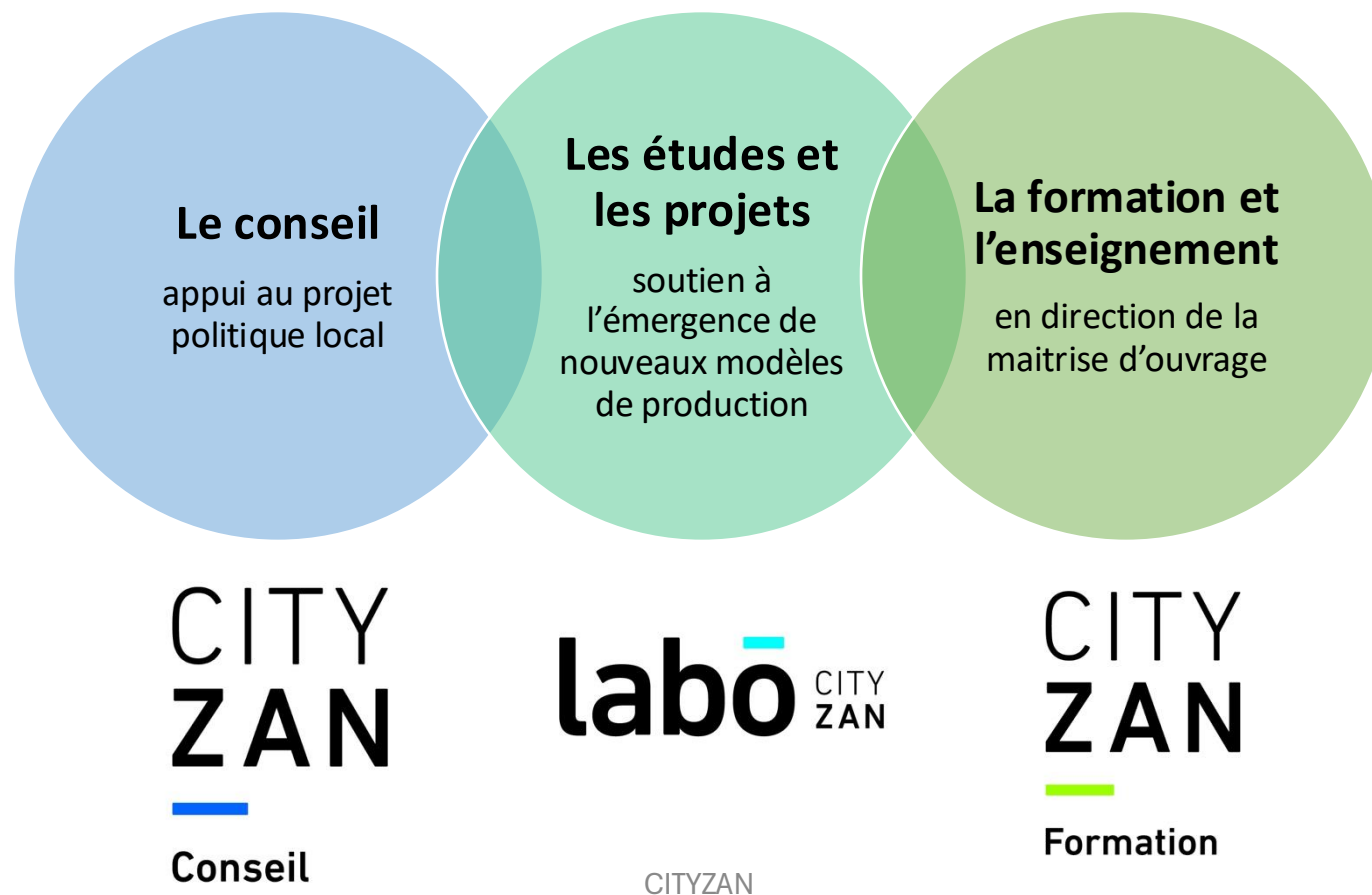 Le conseil
appui au projet
politique local
Les études et
les projets
soutien à
l’émergence de
nouveaux modèles
de production
La formation et
l’enseignement
en direction de la
maitrise d’ouvrage
CITY
ZAN
Conseil
labō
CITY
ZAN
CITY
ZAN
Formation
CITYZAN